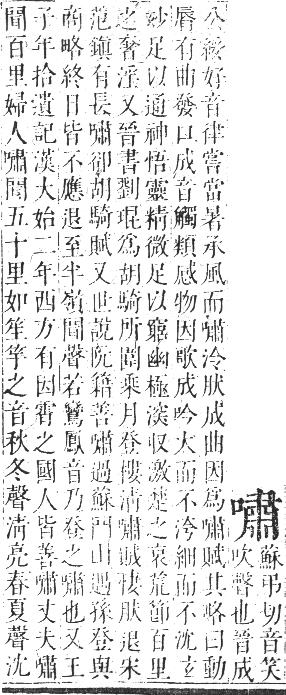 嘯
蘇弔切音笑
吹聲也晉成
公綏好音律嘗當暑承風而嘯泠肰成曲因爲嘯賦其略曰動
脣有曲發口成音觸類感物因歌成吟大而不洿細而不沈玄
妙足以通神悟靈精微足以窮幽極深収激楚之哀荒節百里
之奢淫又晉書劉琨爲胡騎所圍乘月登樓清嘯賊悽肰退宋
范鎮有長嘯卻胡騎賦又世說阮籍善嘯過蘇門山遇孫登與
商略終日皆不應退至半嶺聞聲若鸞鳳音乃登之嘯也又王
子年拾遺記漢大始二年西方有因霄之國人皆善嘯丈夫嘯
聞百里婦人嘯聞五十里如笙竽之音秋冬聲清亮春夏聲沈